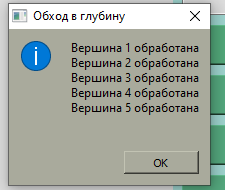 Обход в глубину
Вершина 1 обработана
Вершина 2 обработана
Вершина 3 обработана
Вершина 4 обработана
Вершина 5 обработана
OK